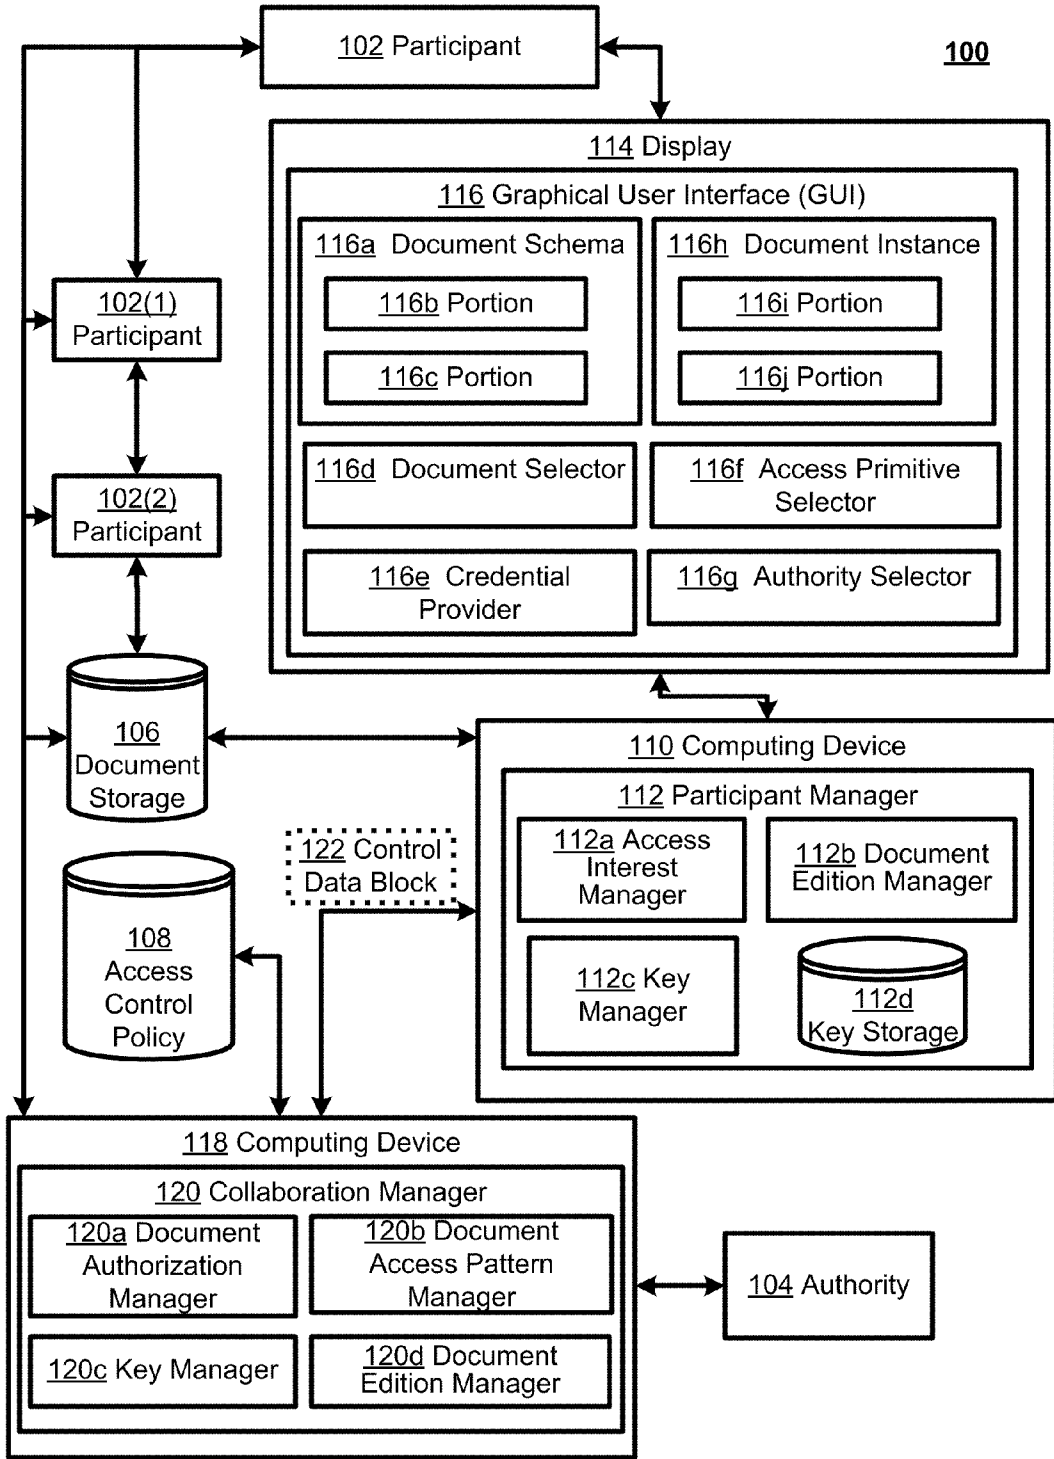 102 Participant
100
114 Display
116 Graphical User Interface (GUI)
116a Document Schema
116b Portion
116c Portion
116h Document Instance
116i Portion
116j Portion
116d Document Selector
116f Access Primitive
Selector
116e Credential
Provider
116g Authority Selector
102(1)
Participant
102(2)
Participant
106
Document
Storage
110 Computing Device
112 Participant Manager
112a Access
Interest
Manager
112b Document
Edition Manager
112c Key
Manager
112d
Key Storage
122 Control
Data Block
108
Access
Control
Policy
118 Computing Device
120 Collaboration Manager
120a Document
Authorization
Manager
120b Document
Access Pattern
Manager
120c Key Manager
120d Document
Edition Manager
104 Authority